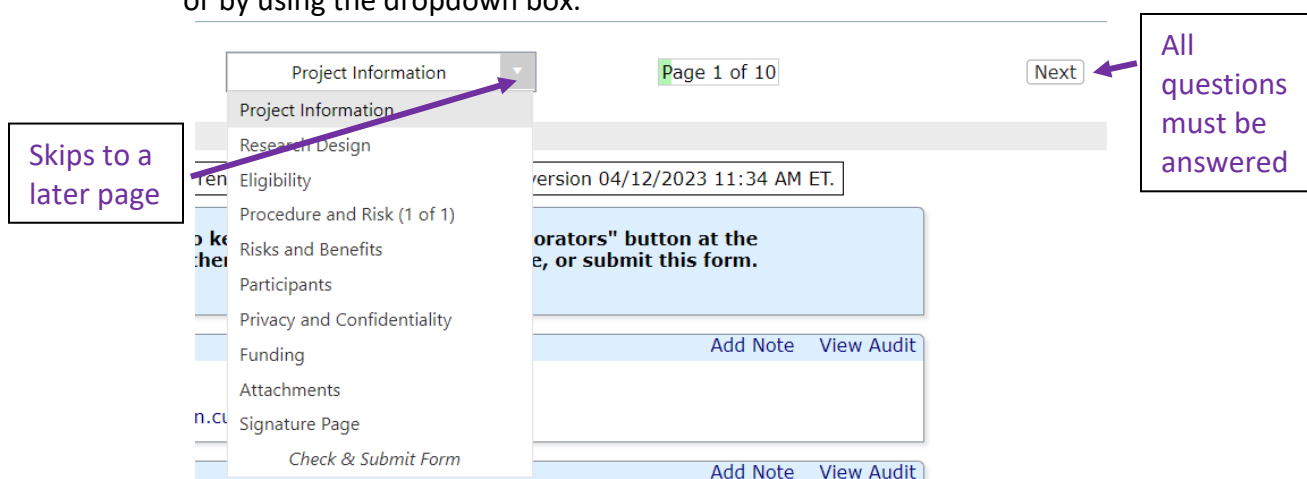 or by using the dropdown box.
Project Information
Page 1 of 10
Next
All
questions
must be
answered
Skips to a
later page
Project Information
Research Design
Eligibility
Procedure and Risk (1 of 1)
Risks and Benefits
Participants
Privacy and Confidentiality
Funding
Attachments
Signature Page
Check & Submit Form
version 04/12/2023 11:34 AM ET.
orators" button at the
e, or submit this form.
Add Note View Audit
Add Note View Audit